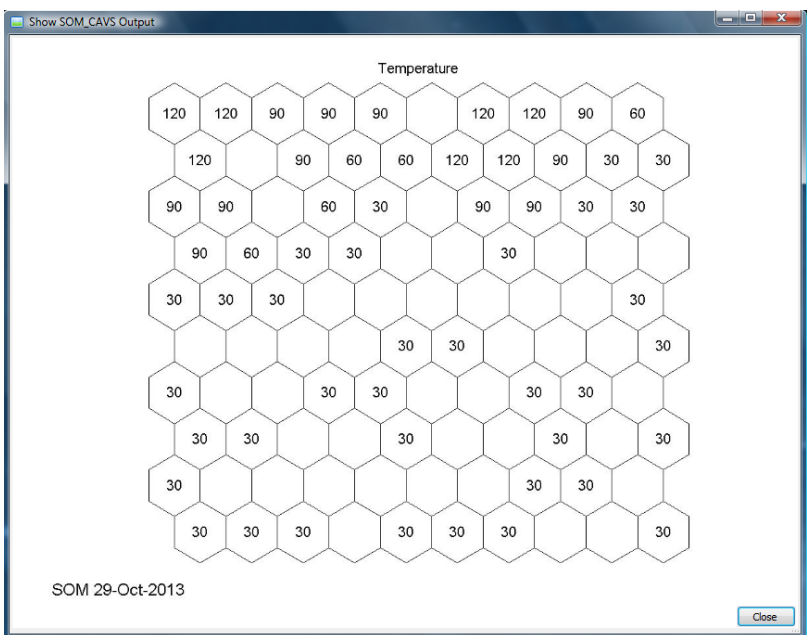 Show SOM_CAVS Output
Temperature
120 120 90 90 90 120 120 90 60
120 90 60 60 120 120 90 30 30
90 90 60 30 90 90 30 30
90 60 30 30 30
30 30 30 30
30 30 30
30 30 30 30 30
30 30 30 30 30
30 30 30
30 30 30 30 30 30 30
SOM 29-Oct-2013
Close